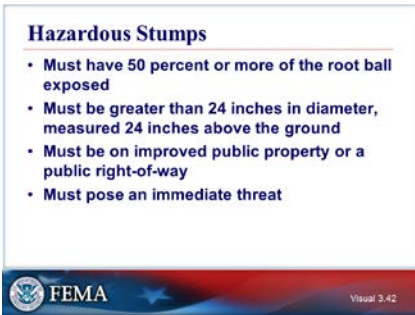 Hazardous Stumps
• Must have 50 percent or more of the root ball
exposed
• Must be greater than 24 inches in diameter,
measured 24 inches above the ground
• Must be on improved public property or a
public right-of-way
• Must pose an immediate threat
FEMA
Visual 3.42